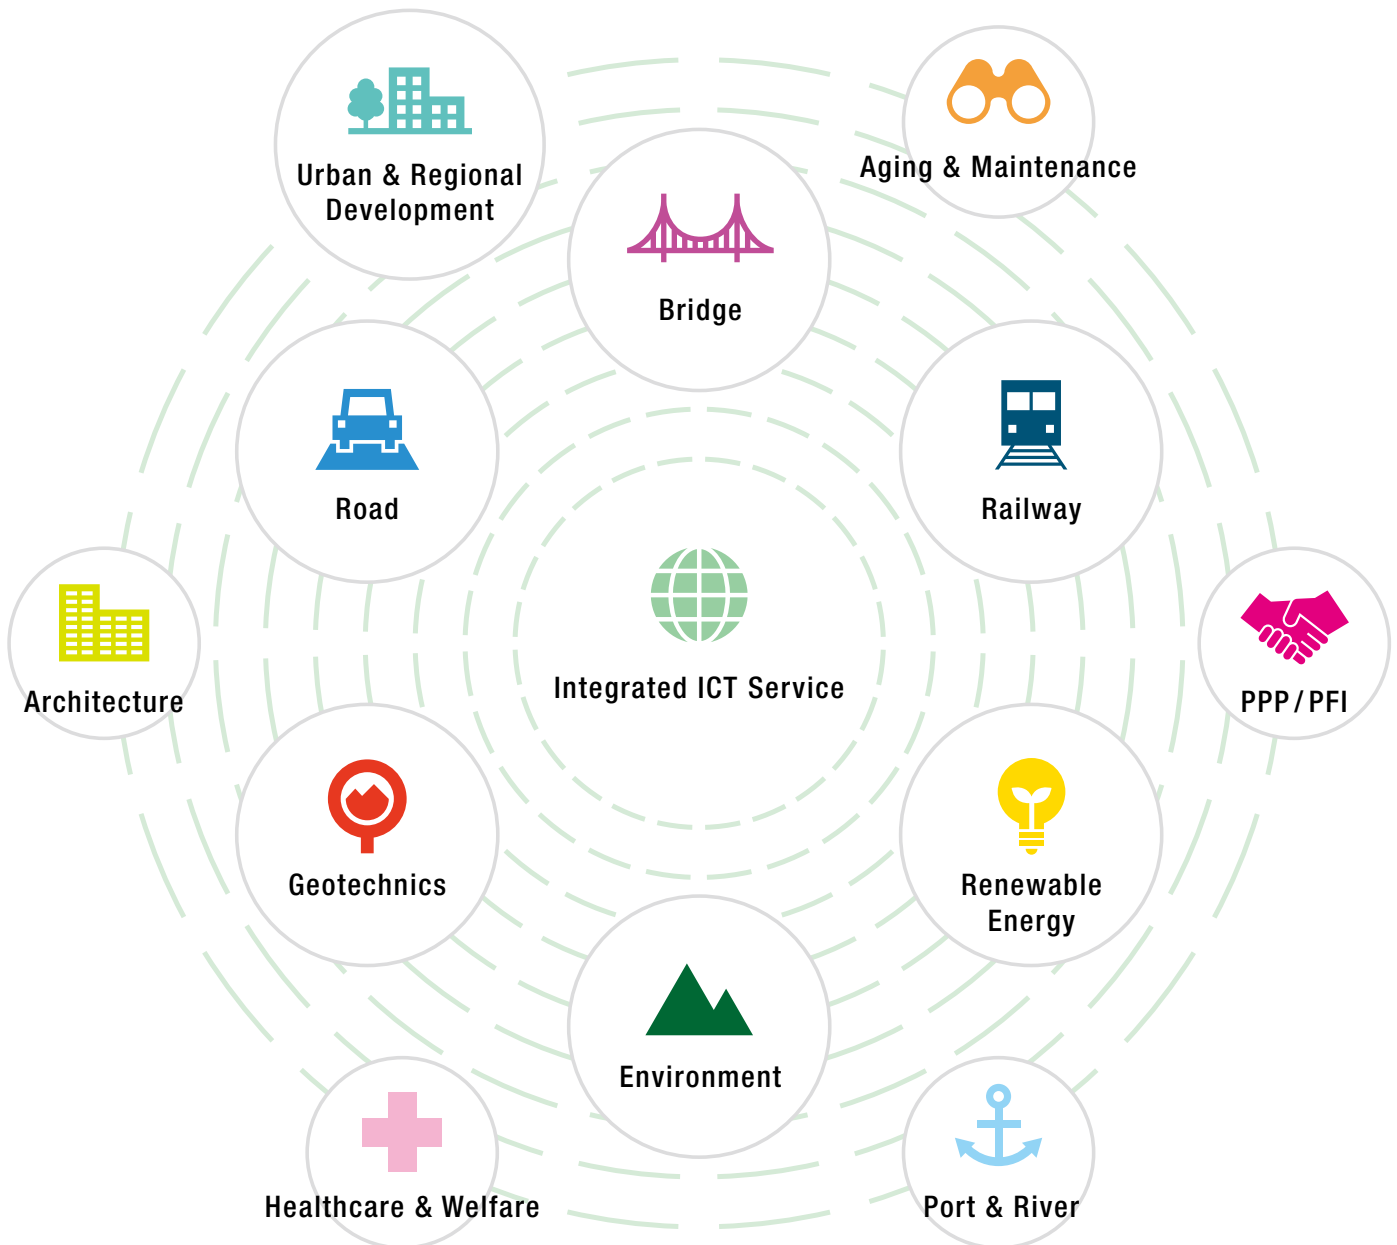 Urban & Regional
Development
Aging & Maintenance
Bridge
Road
Railway
Integrated ICT Service
Architecture
PPP / PFI
Geotechnics
Renewable
Energy
Environment
Healthcare & Welfare
Port & River